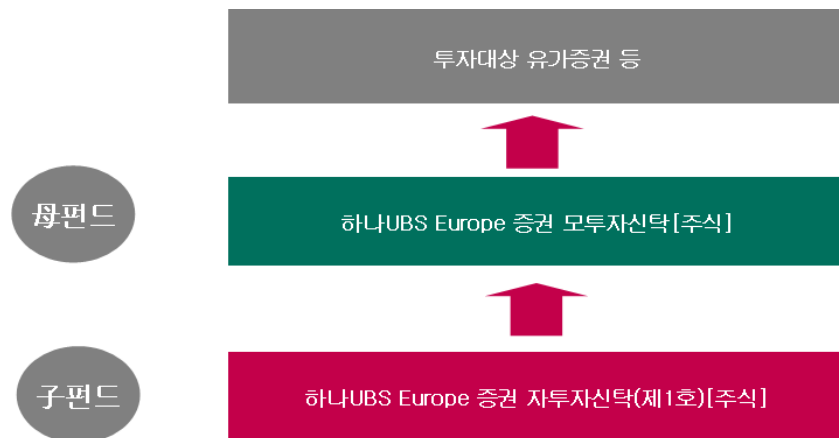 투자대상 유가증권 등
母펀드
하나UBS Europe 증권 모투자신탁[주식]
子펀드
하나UBS Europe 증권 자투자신탁(제1호)[주식]